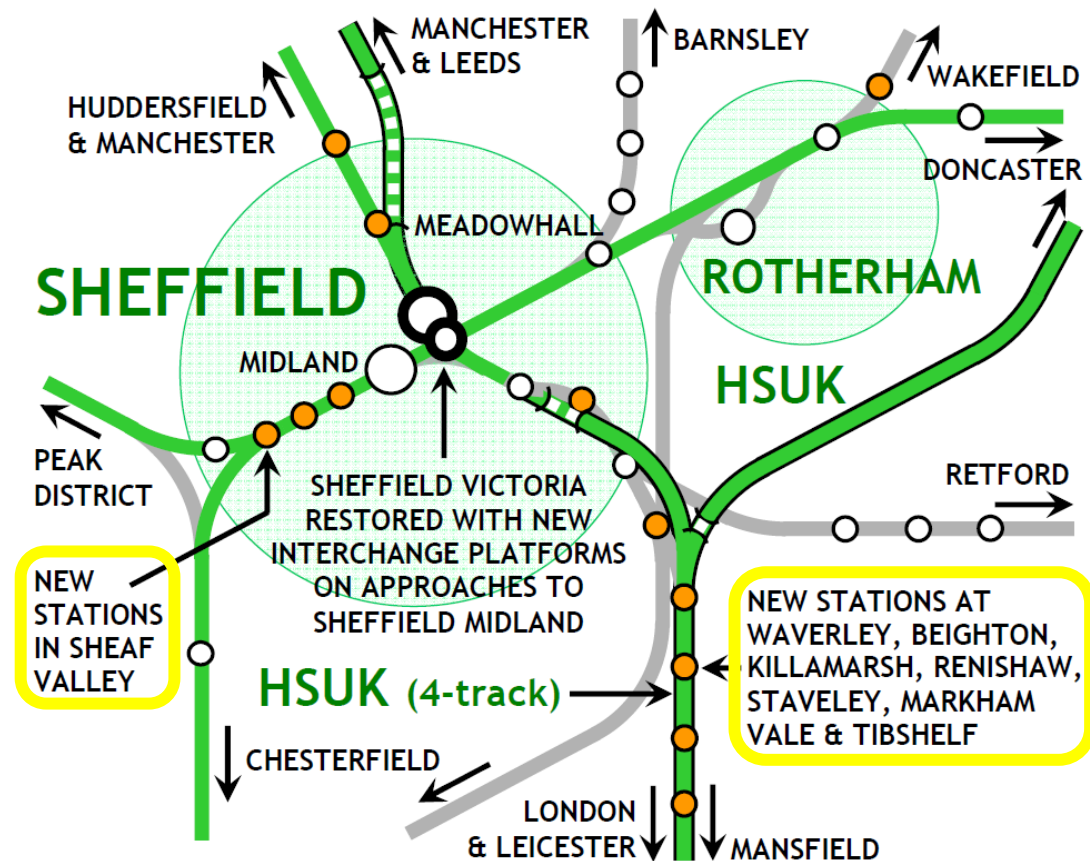 MANCHESTER
& LEEDS
BARNSLEY
WAKEFIELD
HUDDERSFIELD
& MANCHESTER
DONCASTER
MEADOWHALL
SHEFFIELD
ROTHERHAM
MIDLAND
HSUK
PEAK
DISTRICT
SHEFFIELD VICTORIA
RESTORED WITH NEW
INTERCHANGE PLATFORMS
ON APPROACHES TO
SHEFFIELD MIDLAND
RETFORD
NEW
STATIONS
IN SHEAF
VALLEY
NEW STATIONS AT
WAVERLEY, BEIGHTON,
KILLAMARSH, RENISHAW,
STAVELEY, MARKHAM
VALE & TIBSHELF
HSUK (4-track)
CHESTERFIELD
LONDON
& LEICESTER
MANSFIELD